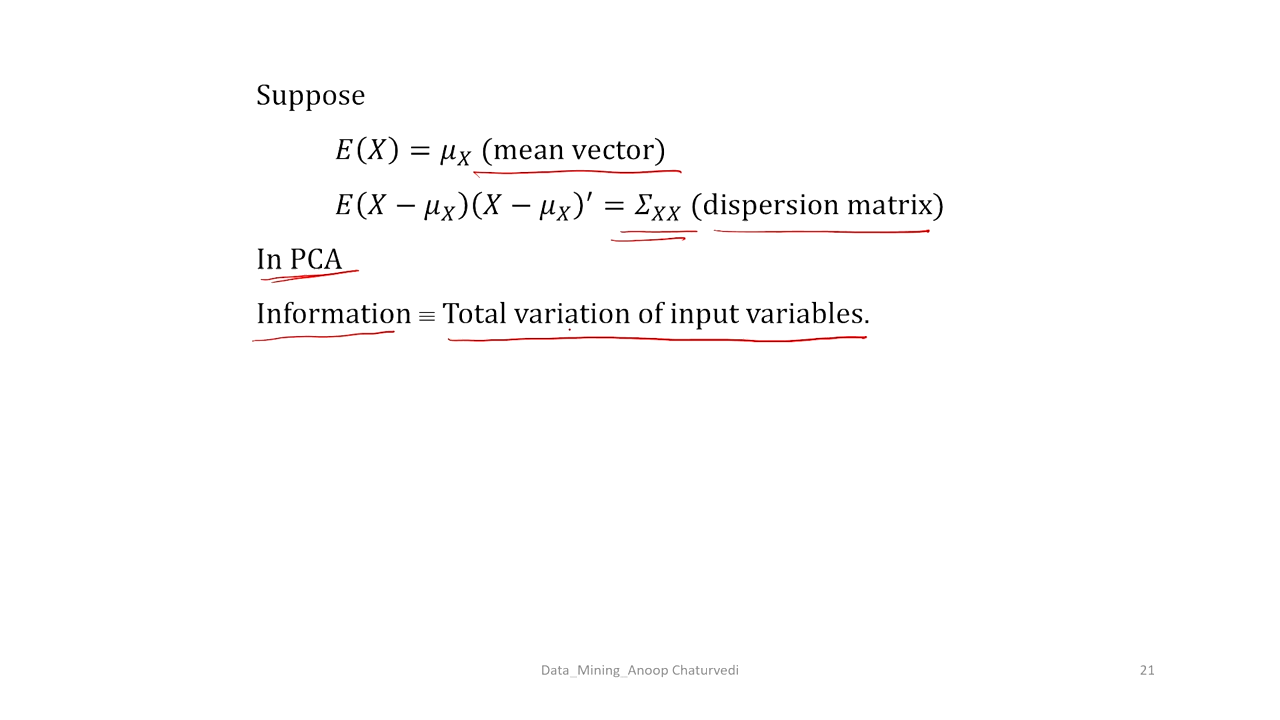 Suppose
E(X) = μ_X (mean vector)
E(X − μ_X)(X − μ_X)′ = Σ_XX (dispersion matrix)
In PCA
Information ≡ Total variation of input variables.
Data_Mining_Anoop Chaturvedi
21